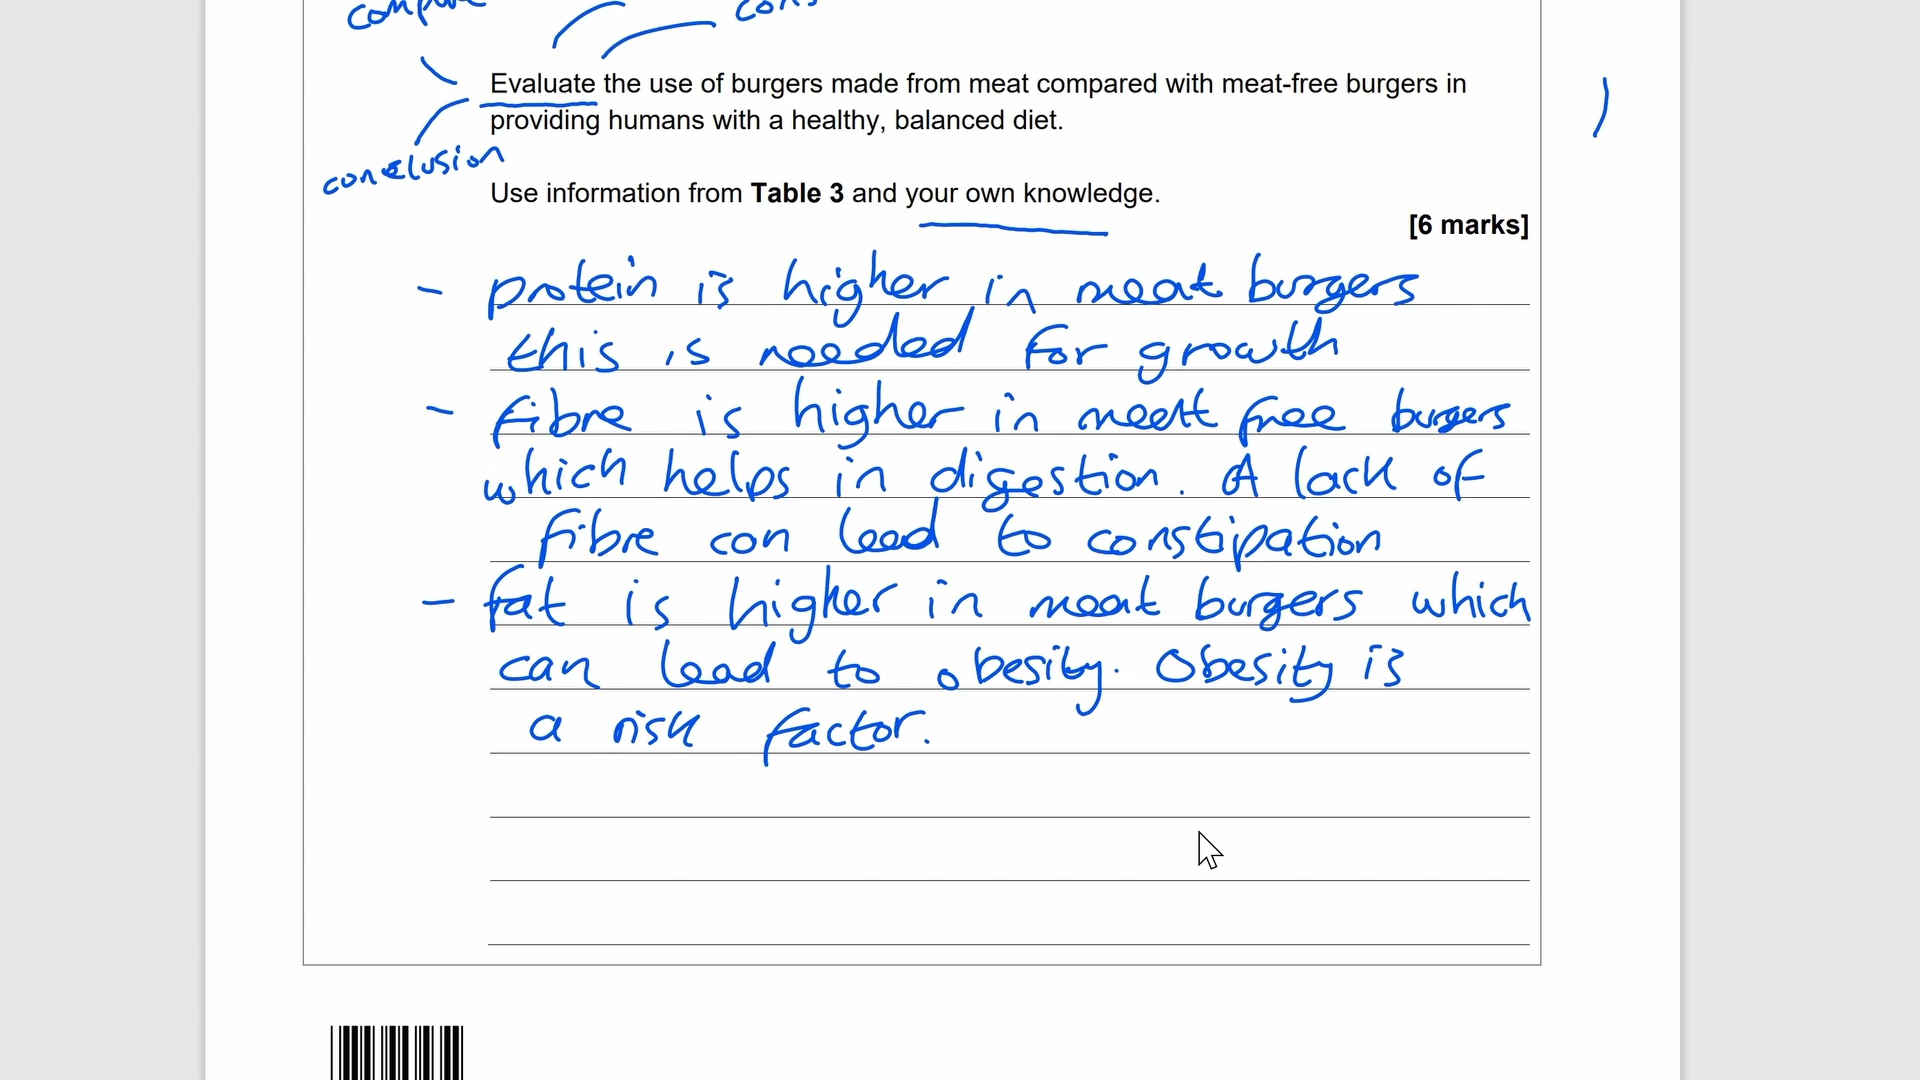 Evaluate the use of burgers made from meat compared with meat-free burgers in
providing humans with a healthy, balanced diet.
conclusion
Use information from Table 3 and your own knowledge.
[6 marks]
- protein is higher in meat burgers
this is needed for growth
- fibre is higher in meat free burgers
which helps in digestion. A lack of
fibre can lead to constipation
- fat is higher in meat burgers which
can lead to obesity. Obesity is
a risk factor.